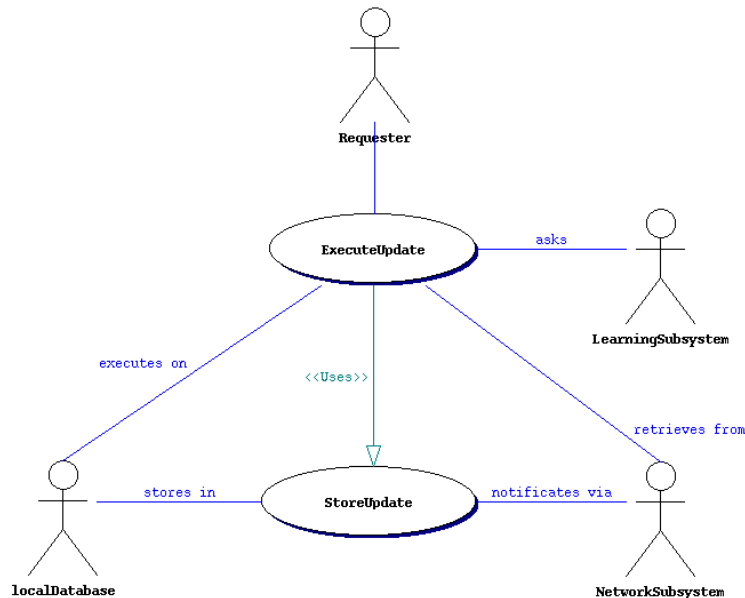 Requester
ExecuteUpdate
asks
LearningSubsystem
executes on
<<Uses>>
retrieves from
stores in
StoreUpdate
notificates via
localDatabase
NetworkSubsystem